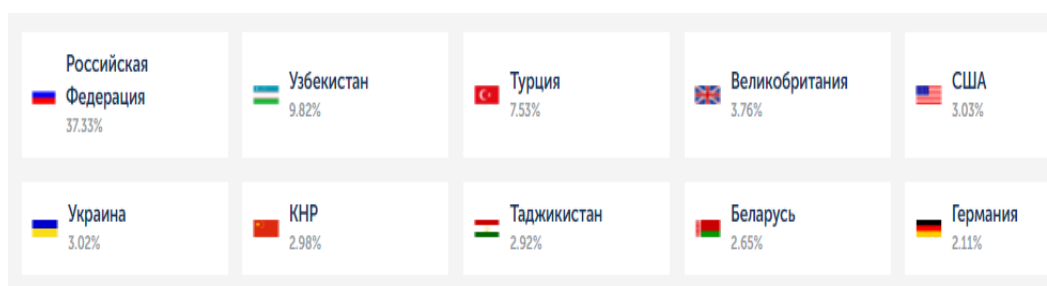 Российская
Федерация
37.33%
Узбекистан
9.82%
Турция
7.53%
Великобритания
3.76%
США
3.03%
Украина
3.02%
КНР
2.98%
Таджикистан
2.92%
Беларусь
2.65%
Германия
2.11%